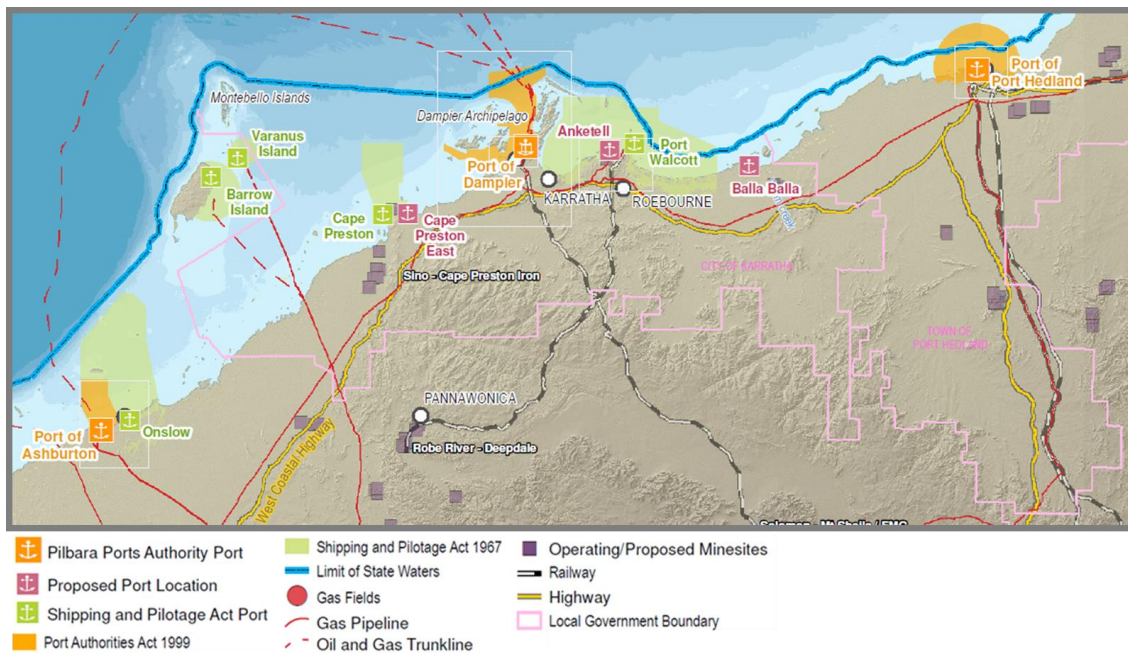 Port of
Port Hedland
Montebello Islands
Dampier Archipelago
Varanus
Island
Anketell
Port
Walcott
Port of
Dampier
Balla Balla
Barrow
Island
KARRATHA
ROEBOURNE
Cape
Preston
Cape
Preston
East
CITY OF KARRATHA
Sino - Cape Preston Iron
TOWN OF
PORT HEDLAND
PANNAWONICA
Onslow
Port of
Ashburton
West Coastal Highway
Robe River - Deepdale
Pilbara Ports Authority Port
Proposed Port Location
Shipping and Pilotage Act Port
Port Authorities Act 1999
Shipping and Pilotage Act 1967
Limit of State Waters
Gas Fields
Gas Pipeline
Oil and Gas Trunkline
Operating/Proposed Minesites
Railway
Highway
Local Government Boundary